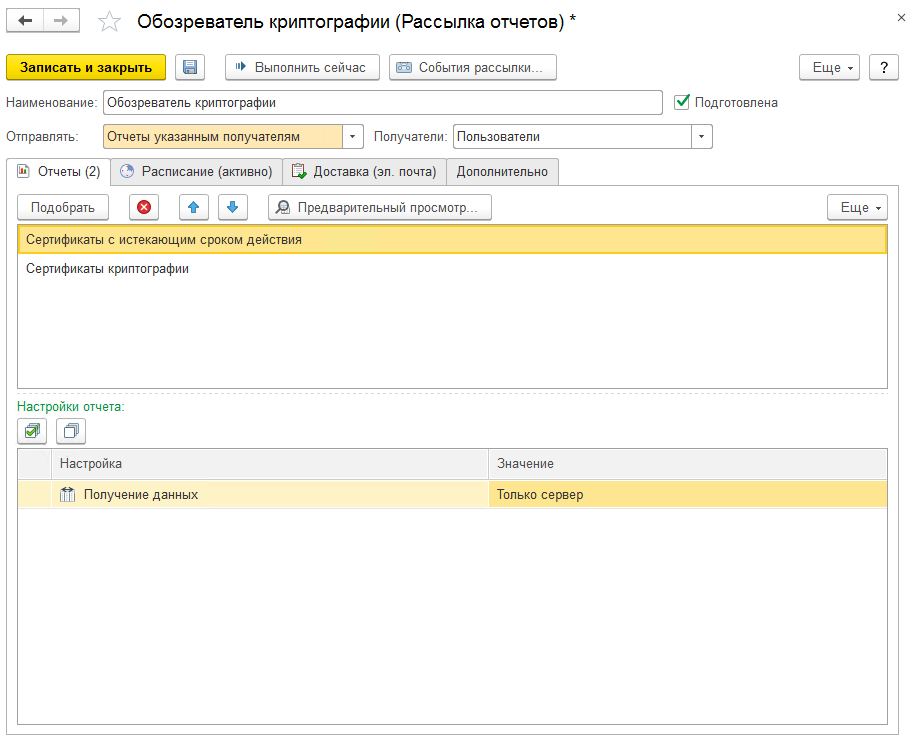 Обозреватель криптографии (Рассылка отчетов) *
Записать и закрыть Выполнить сейчас События рассылки... Еще ?
Наименование: Обозреватель криптографии Подготовлена
Отправлять: Отчеты указанным получателям Получатели: Пользователи
Отчеты (2) Расписание (активно) Доставка (эл. почта) Дополнительно
Подобрать Предварительный просмотр... Еще
Сертификаты с истекающим сроком действия
Сертификаты криптографии
Настройки отчета:
Настройка Значение
Получение данных Только сервер